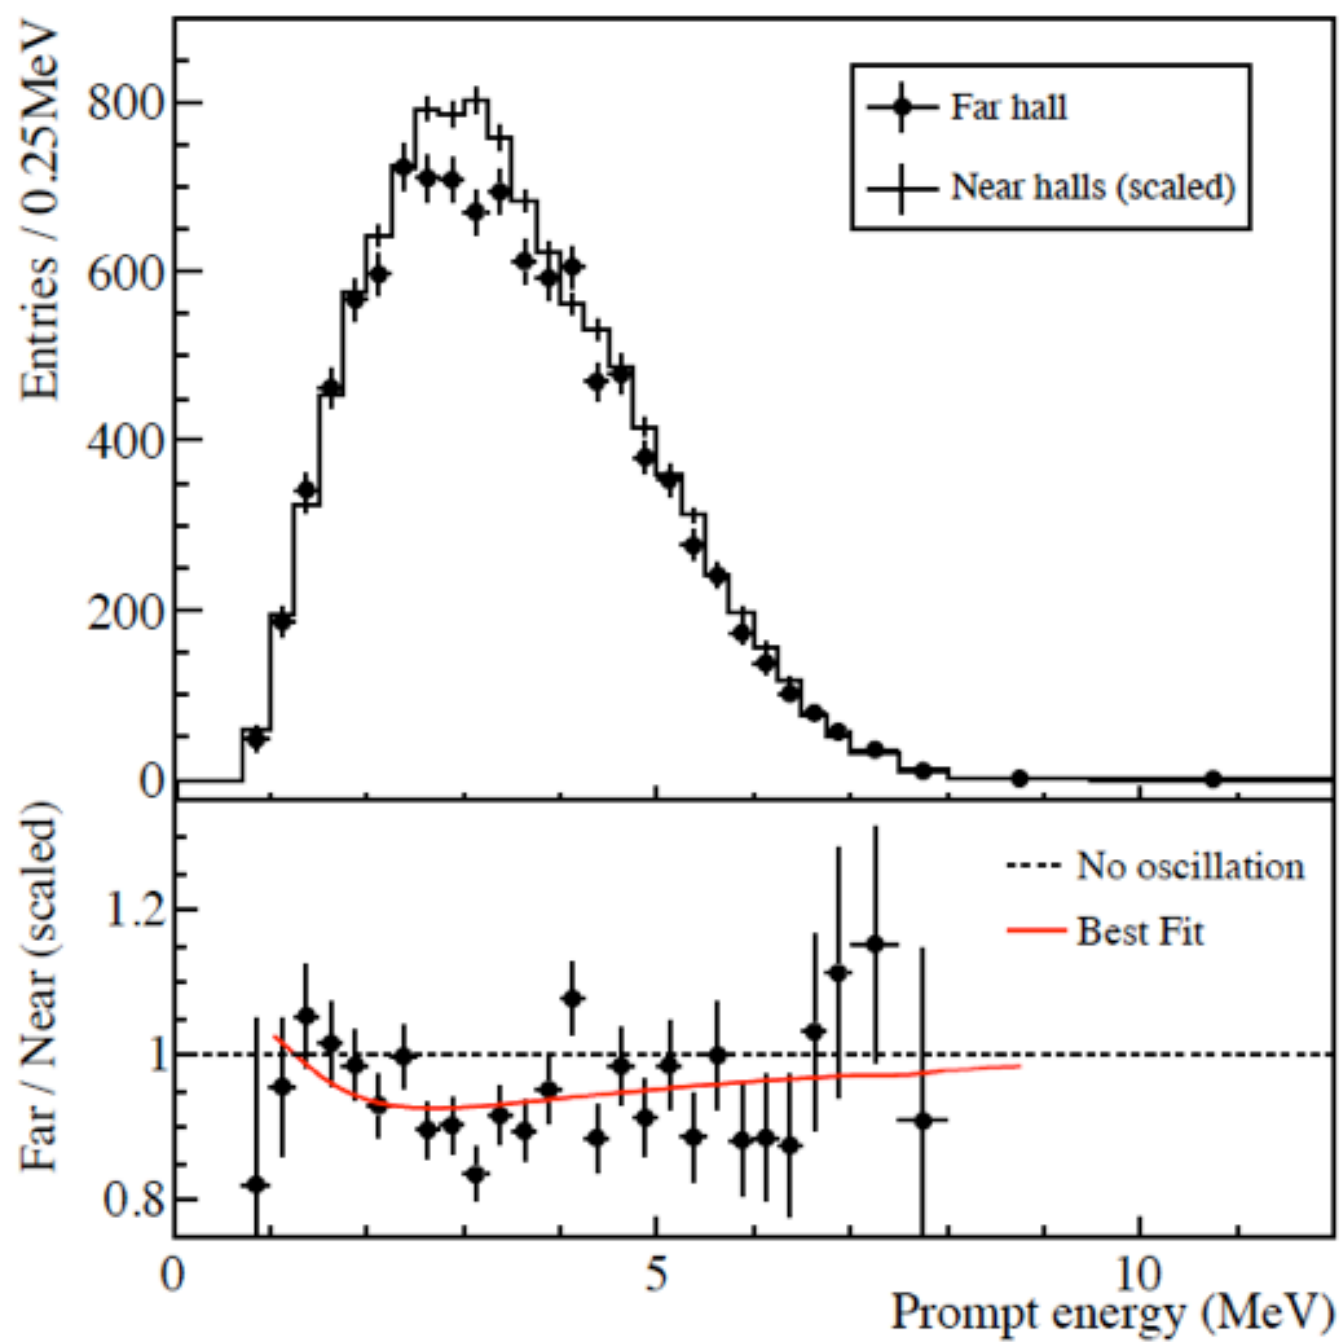 Entries / 0.25MeV
800
600
400
200
0
Far hall
Near halls (scaled)
Far / Near (scaled)
1.2
1
0.8
No oscillation
Best Fit
0
5
10
Prompt energy (MeV)